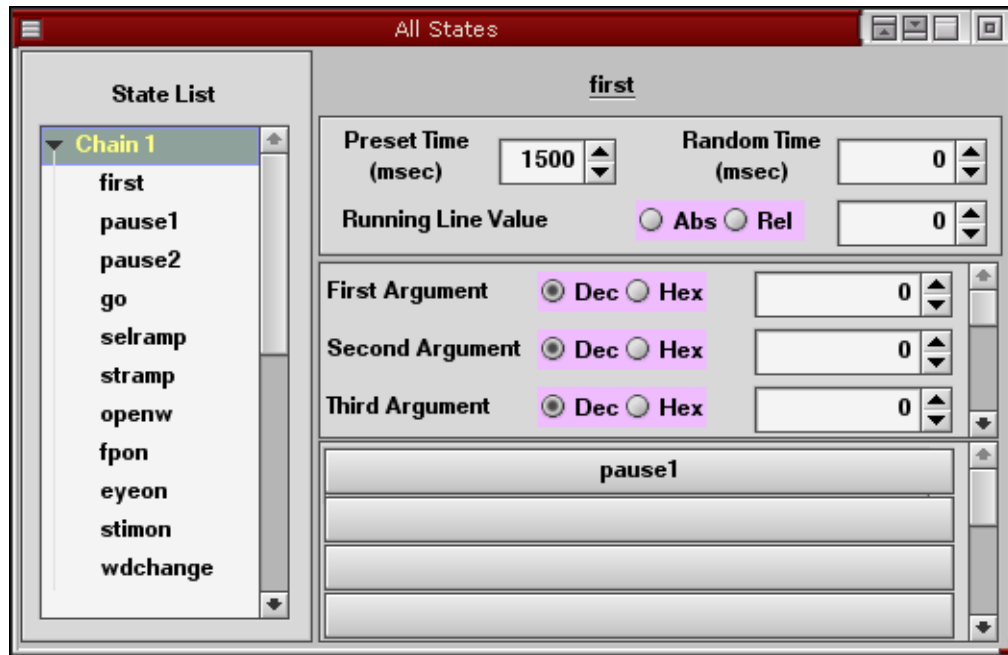 All States
State List
Chain 1
first
pause1
pause2
go
selramp
stramp
openw
fpon
eyeon
stimon
wdchange
first
Preset Time (msec) 1500 Random Time (msec) 0
Running Line Value Abs Rel 0
First Argument Dec Hex 0
Second Argument Dec Hex 0
Third Argument Dec Hex 0
pause1